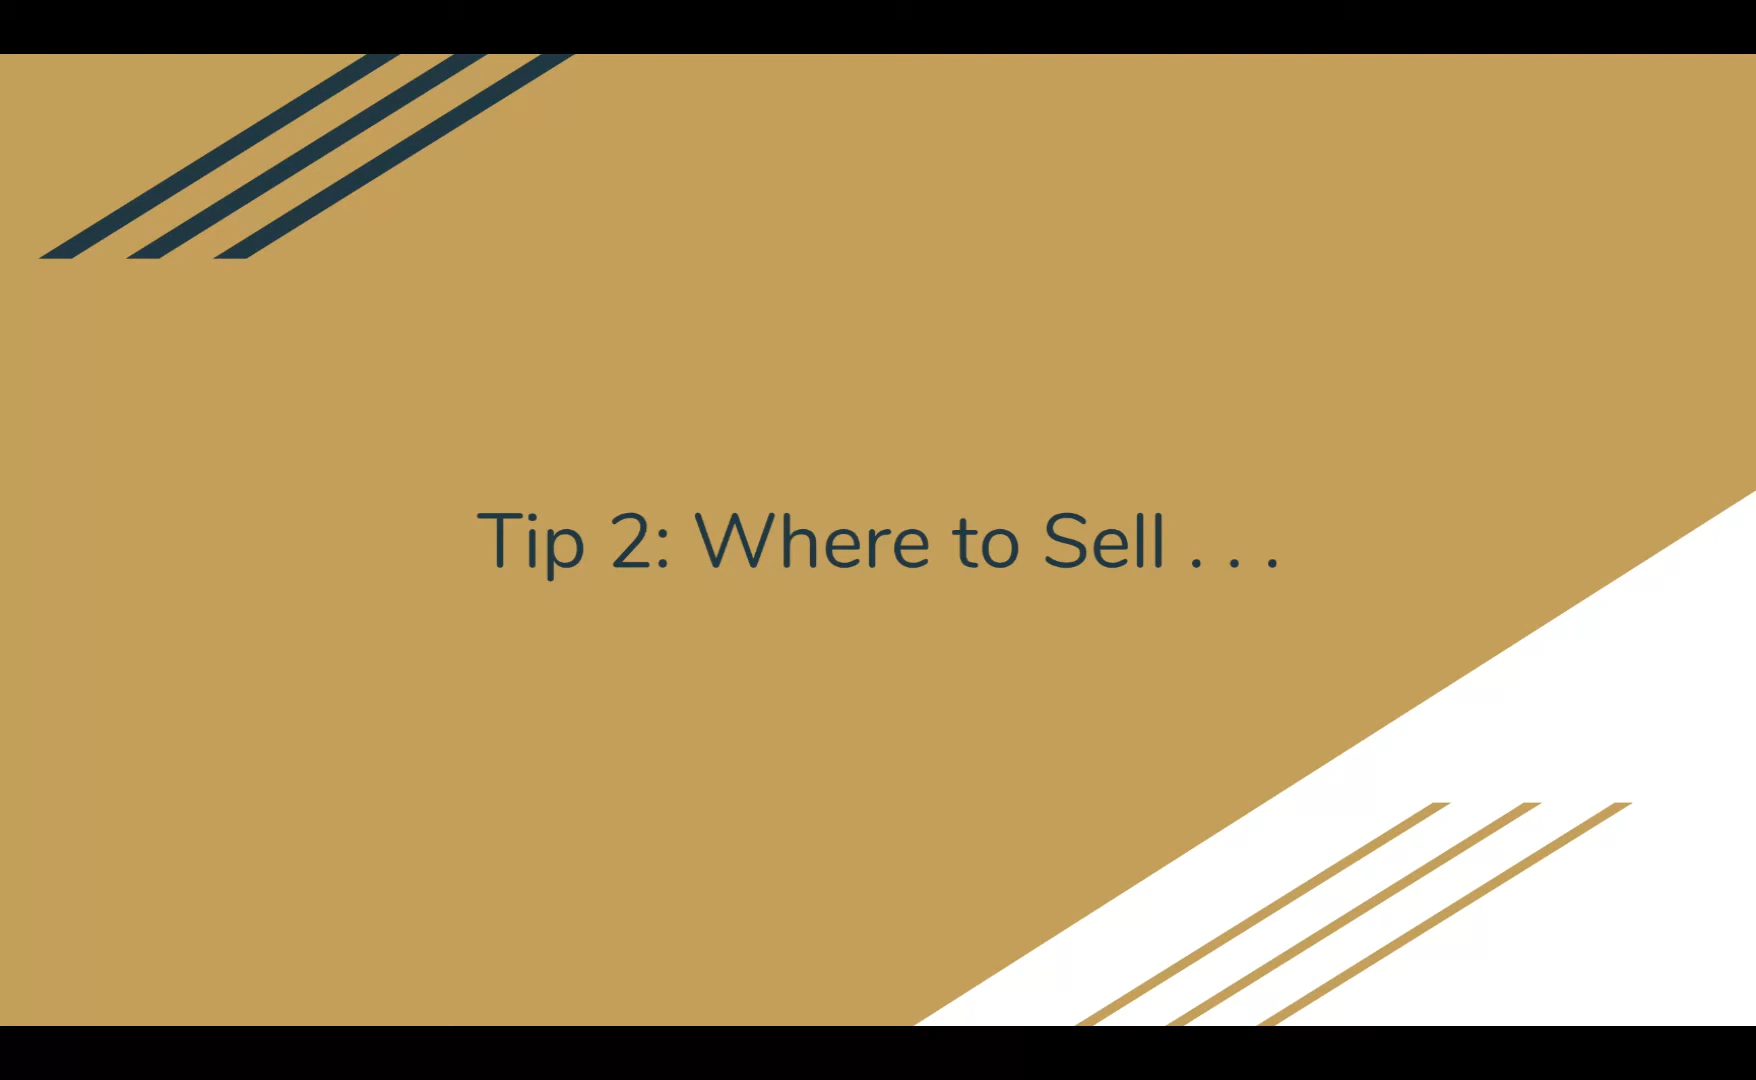 Tip 2: Where to Sell . . .